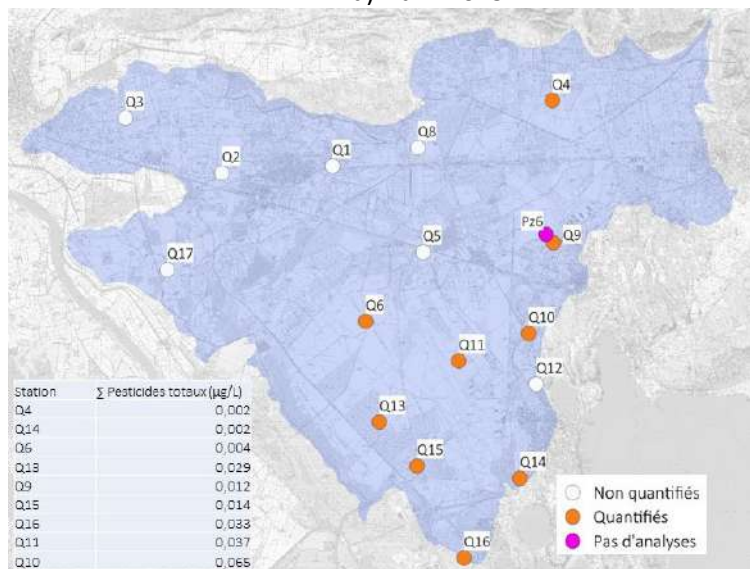 Q3
Q4
Q8
Q1
Q2
Pz6
Q9
Q5
Q17
Q6
Q10
Q11
Q12
Q13
Q15
Q14
Q16
Station ∑ Pesticides totaux (µg/L)
Q4 0,002
Q14 0,002
Q6 0,004
Q13 0,029
Q9 0,012
Q15 0,014
Q16 0,033
Q11 0,037
Q10 0,065
Non quantifiés
Quantifiés
Pas d'analyses